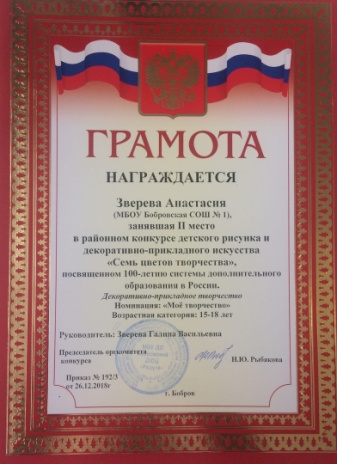 ГРАМОТА
НАГРАЖДАЕТСЯ
Зверева Анастасия
(МБОУ Бобровская СОШ № 1),
занявшая II место
в районном конкурсе детского рисунка и
декоративно-прикладного искусства
«Семь цветов творчества»,
посвященном 100-летию системы дополнительного
образования в России.
Декоративно-прикладное творчество
Номинация: «Моё творчество»
Возрастная категория: 15-18 лет
Руководитель: Зверева Галина Васильевна
Председатель оргкомитета
конкурса
Н.Ю. Рыбакова
Приказ № 192/3
от 26.12.2018г
г. Бобров